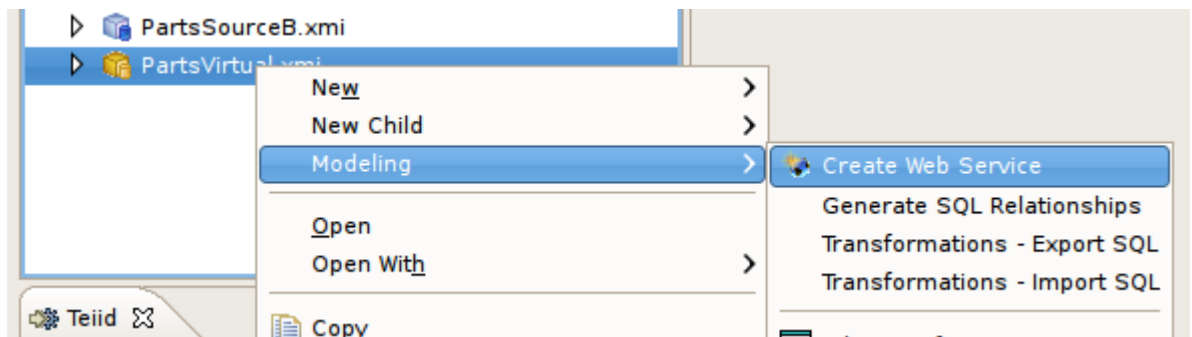 PartsSourceB.xmi
PartsVirtual.xmi
New
New Child
Modeling
Create Web Service
Generate SQL Relationships
Transformations - Export SQL
Transformations - Import SQL
Open
Open With
Teiid
Copy